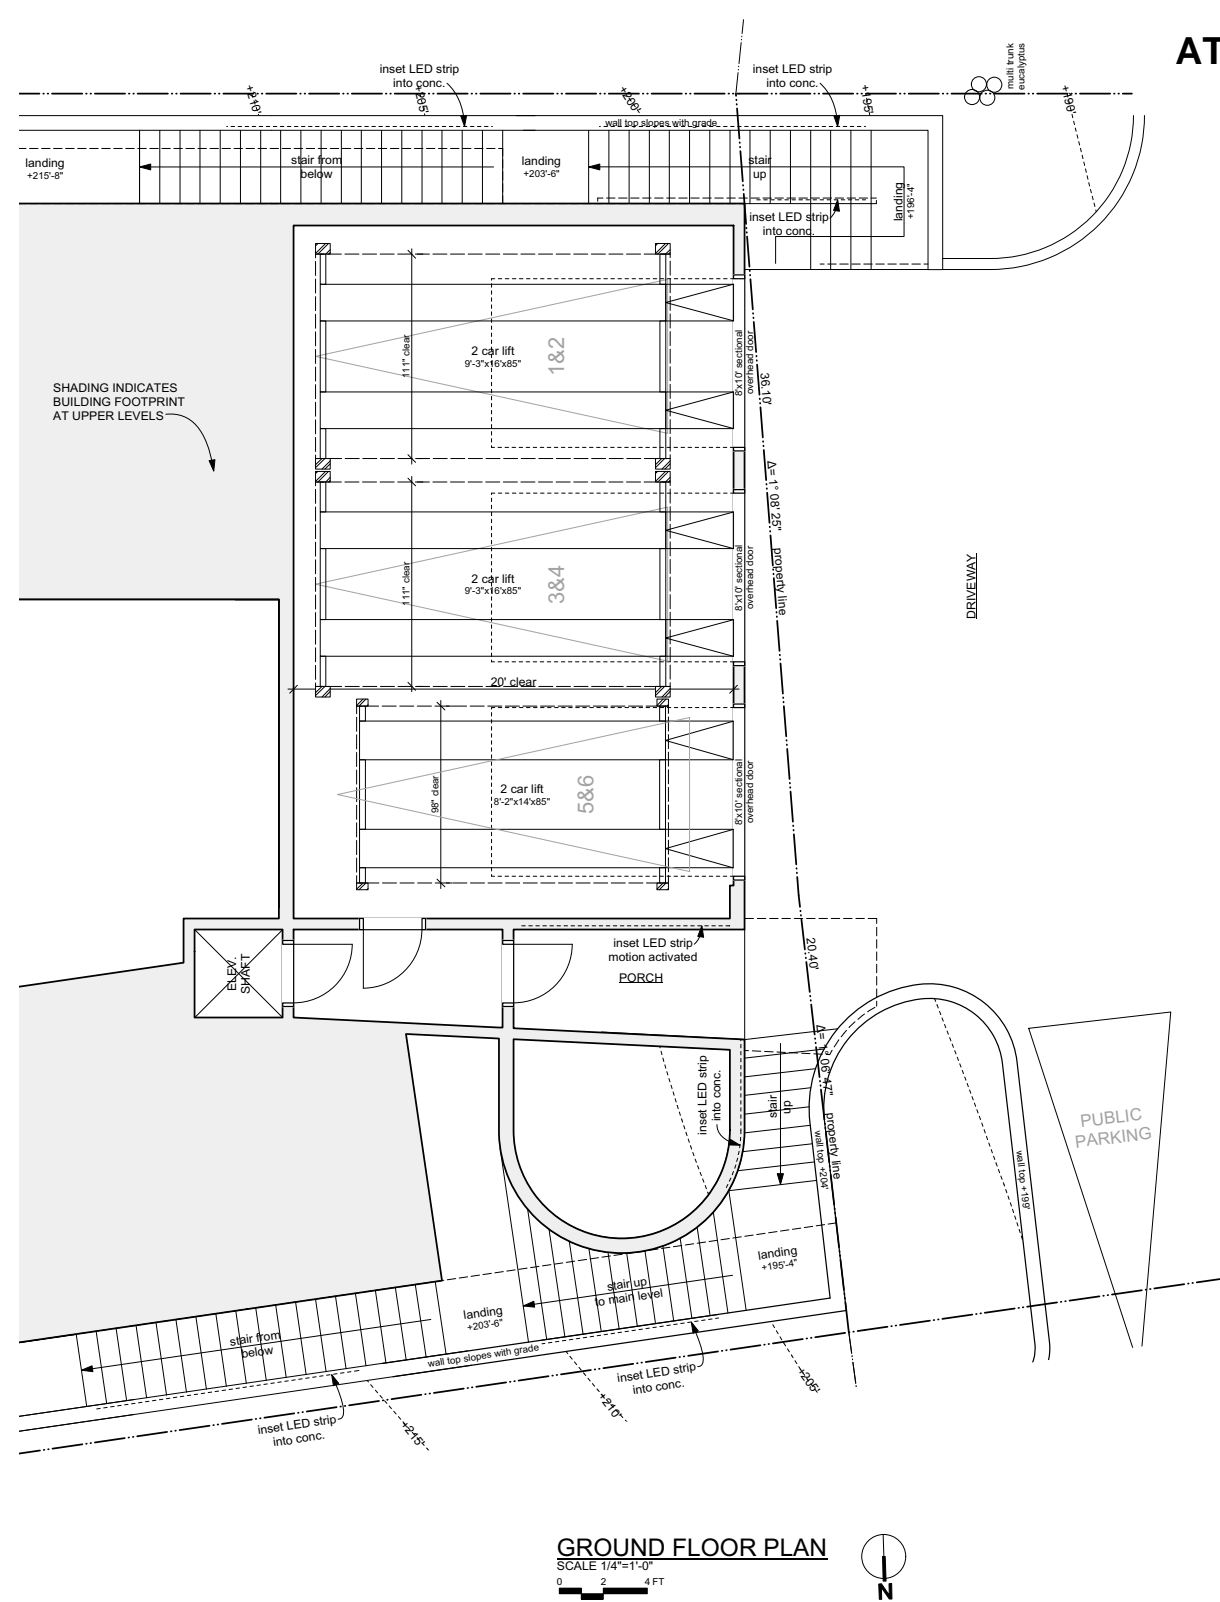 AT
multi trunk
eucalyptus
inset LED strip
into conc.
inset LED strip
into conc.
+210'
+205'
+200'
+195'
+190'
wall top slopes with grade
landing
+215'-8"
stair from
below
landing
+203'-6"
stair
up
landing
+196'-4"
inset LED strip
into conc.
SHADING INDICATES
BUILDING FOOTPRINT
AT UPPER LEVELS
111" clear
2 car lift
9'-3"x16'x85"
1&2
8'x10' sectional
overhead door
36.10'
Δ= 1° 08' 25"
property line
111" clear
2 car lift
9'-3"x16'x85"
3&4
8'x10' sectional
overhead door
DRIVEWAY
20' clear
98" clear
2 car lift
8'-2"x14'x85"
5&6
8'x10' sectional
overhead door
inset LED strip
motion activated
PORCH
ELEV.
SHAFT
20.40'
property line
inset LED strip
into conc.
stair
dn
wall top +204'
wall top +199'
PUBLIC
PARKING
landing
+195'-4"
stair up
to main level
landing
+203'-6"
stair from
below
wall top slopes with grade
inset LED strip
into conc.
inset LED strip
into conc.
+215'
+210'
+205'
GROUND FLOOR PLAN
SCALE 1/4"=1'-0"
0 2 4 FT
N